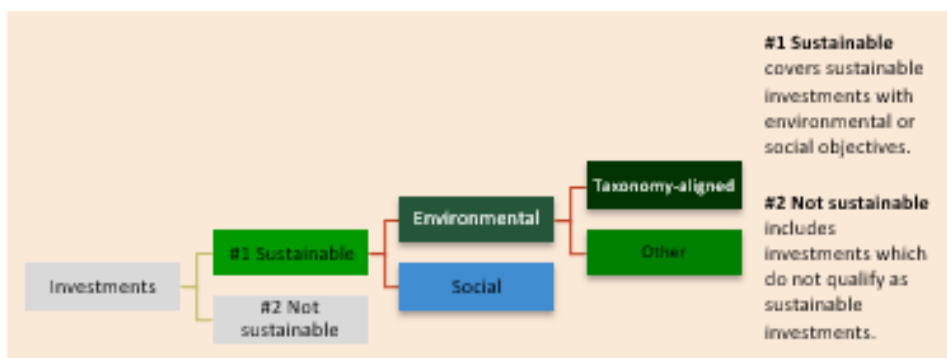 Investments
#1 Sustainable
#2 Not
sustainable
Environmental
Social
Taxonomy-aligned
Other
#1 Sustainable
covers sustainable
investments with
environmental or
social objectives.
#2 Not sustainable
includes
investments which
do not qualify as
sustainable
investments.